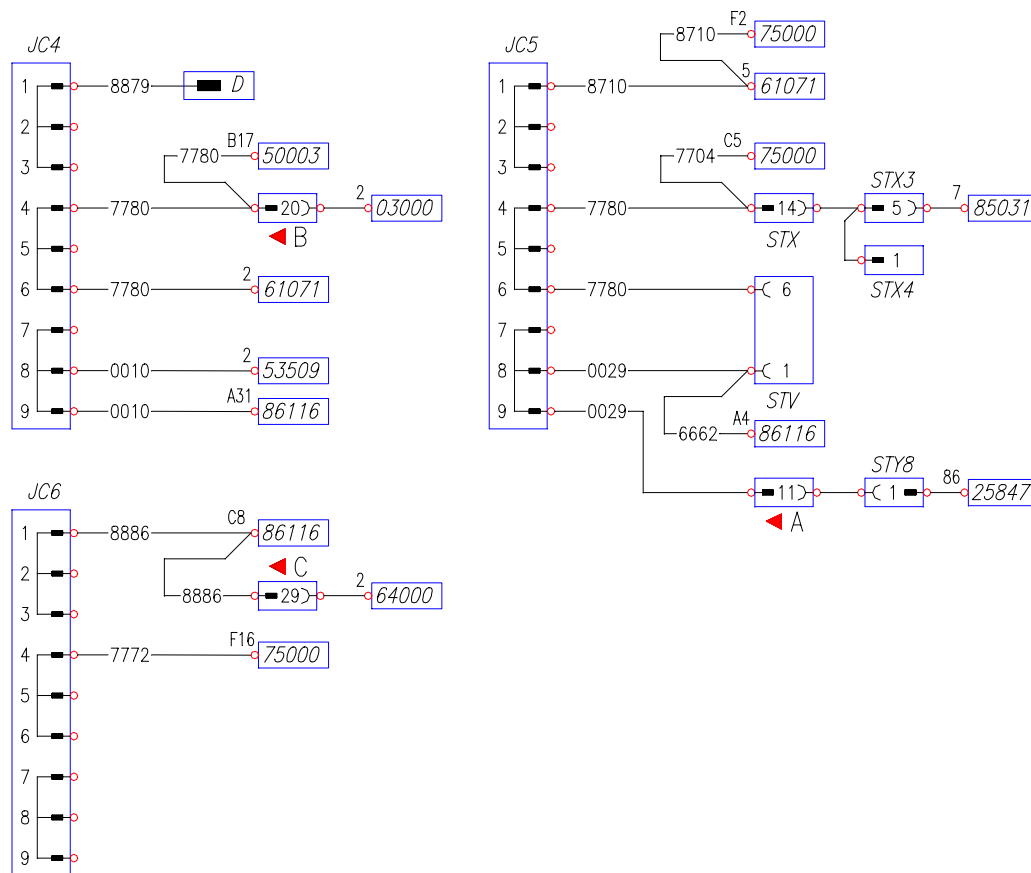 JC4
1 8879 D
2
3
B17
7780 50003
4 7780 20 2 03000
B
5
6 7780 2 61071
7
8 0010 2 53509
9 0010 A31 86116
JC5
F2
8710 75000
5
1 8710 61071
2
3
C5
7704 75000
4 7780 14 STX3 5 7 85031
STX
1
STX4
5
6 7780 6
7
8 0029 1
STV
9 0029
A4
6662 86116
STY8
11 1 86 25847
A
JC6
1 8886 C8 86116
2
C
8886 29 2 64000
3
4 7772 F16 75000
5
6
7
8
9